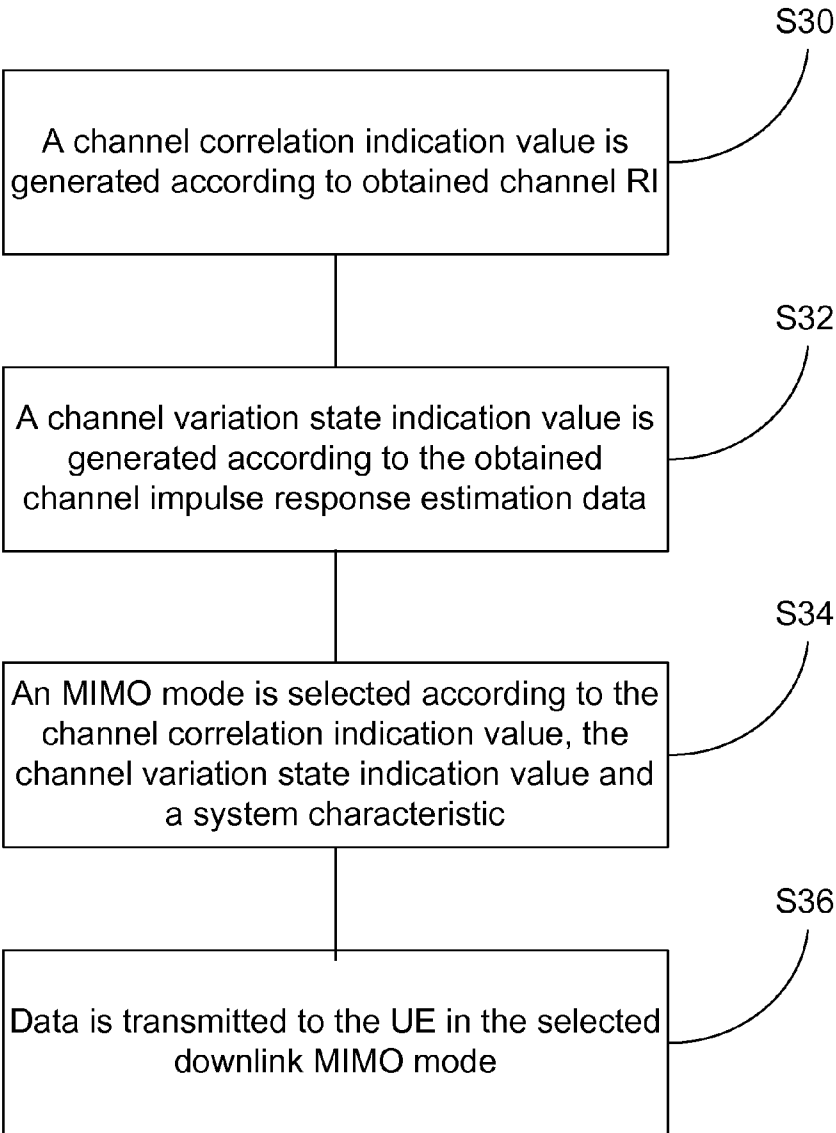 S30
A channel correlation indication value is
generated according to obtained channel RI
S32
A channel variation state indication value is
generated according to the obtained
channel impulse response estimation data
S34
An MIMO mode is selected according to the
channel correlation indication value, the
channel variation state indication value and
a system characteristic
S36
Data is transmitted to the UE in the selected
downlink MIMO mode